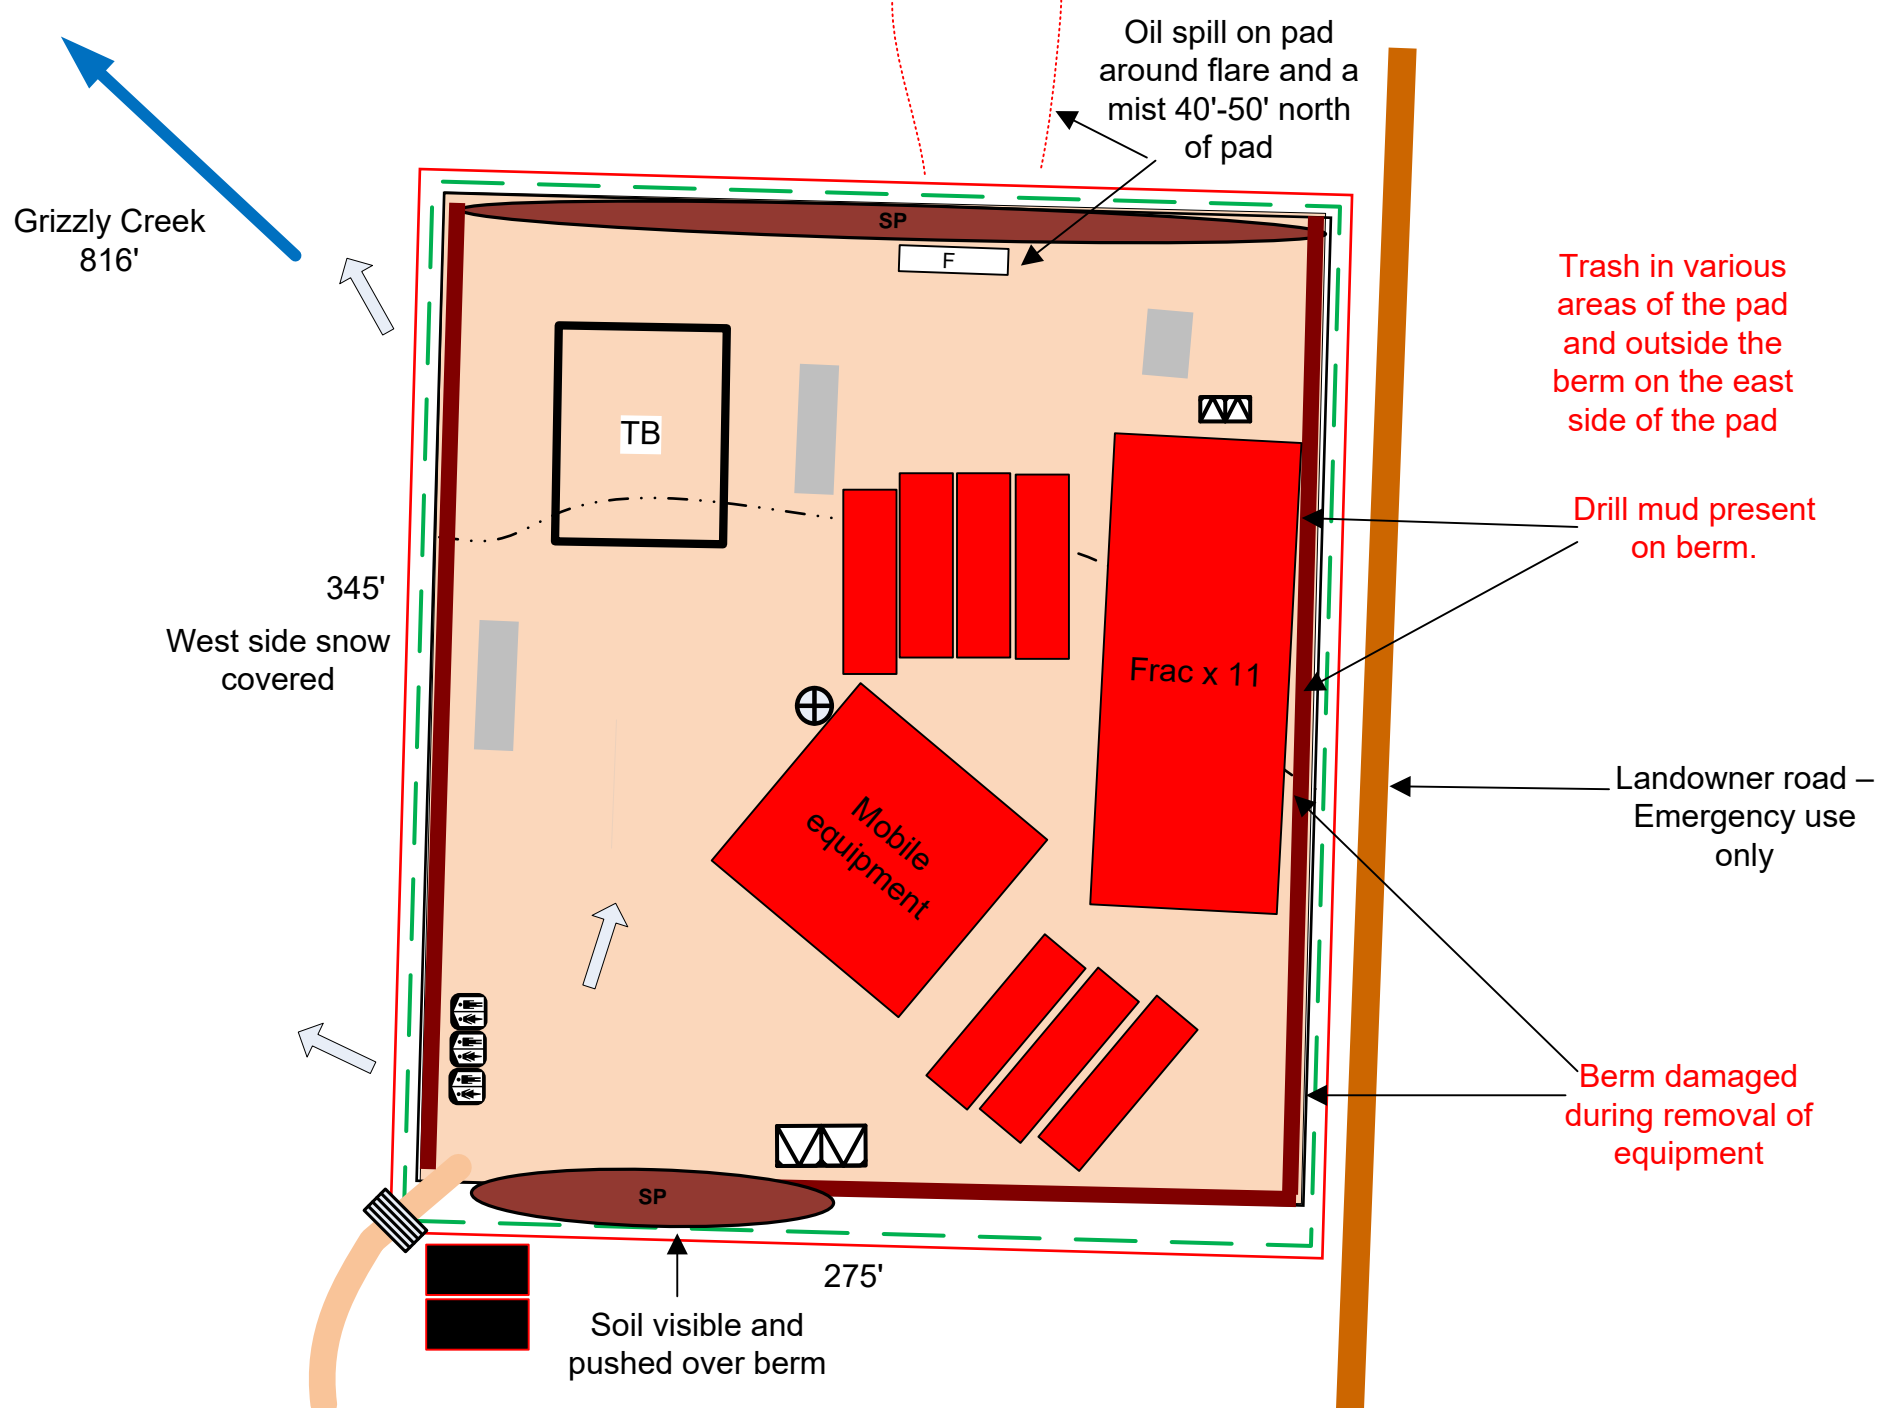 Oil spill on pad
around flare and a
mist 40'-50' north
of pad
Grizzly Creek
816'
SP
F
Trash in various
areas of the pad
and outside the
berm on the east
side of the pad
TB
Drill mud present
on berm.
345'
West side snow
covered
Frac x 11
Landowner road –
Emergency use
only
Mobile
equipment
Berm damaged
during removal of
equipment
SP
275'
Soil visible and
pushed over berm